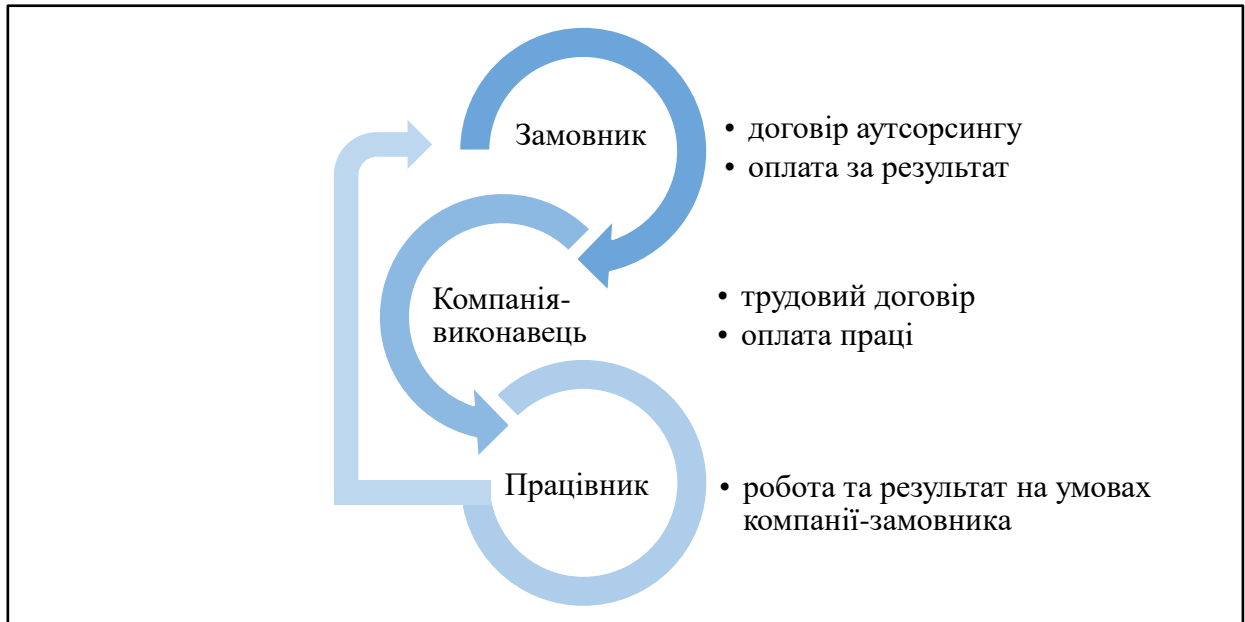 Замовник
• договір аутсорсингу
• оплата за результат
Компанія-
виконавець
• трудовий договір
• оплата праці
Працівник
• робота та результат на умовах
компанії-замовника